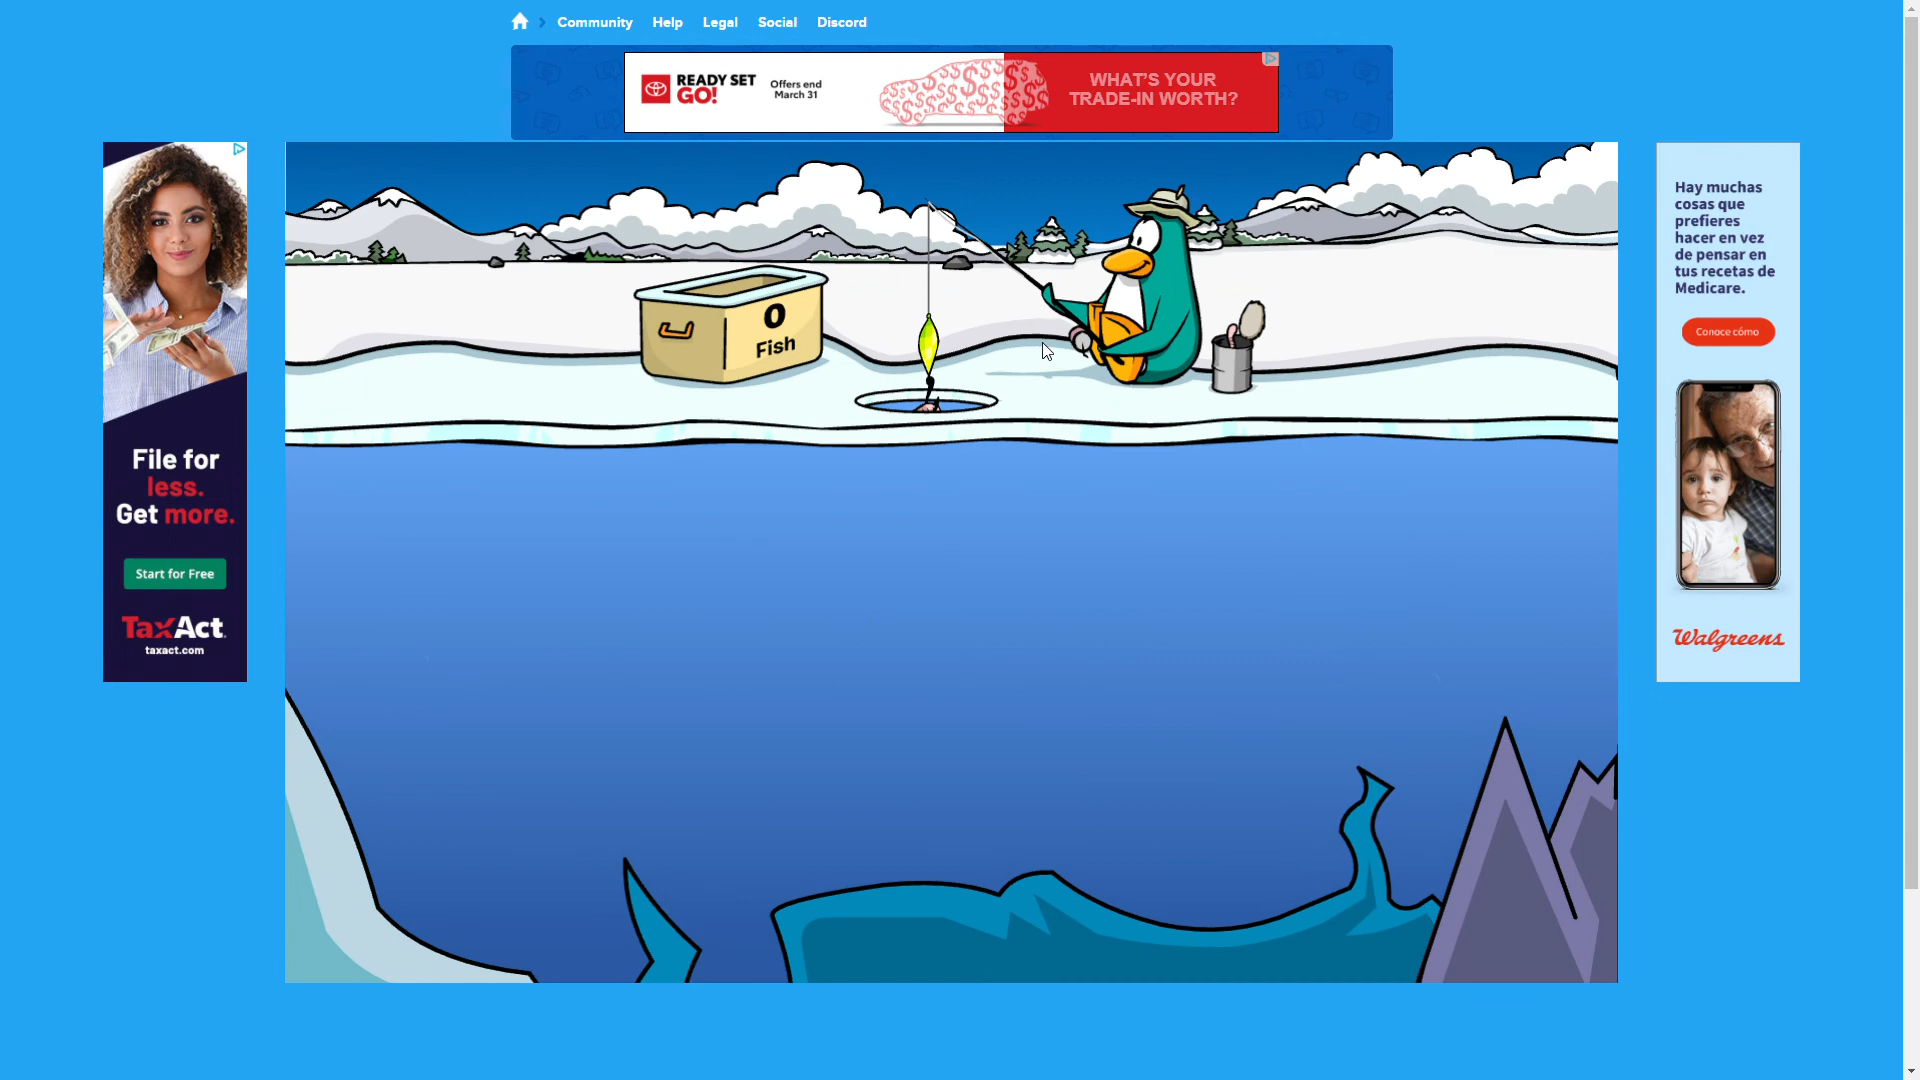 Community Help Legal Social Discord
READY SET
GO!
Offers end
March 31
WHAT'S YOUR
TRADE-IN WORTH?
File for
less.
Get more.
Start for Free
TaxAct.
taxact.com
0
Fish
Hay muchas
cosas que
prefieres
hacer en vez
de pensar en
tus recetas de
Medicare.
Conoce cómo
Walgreens